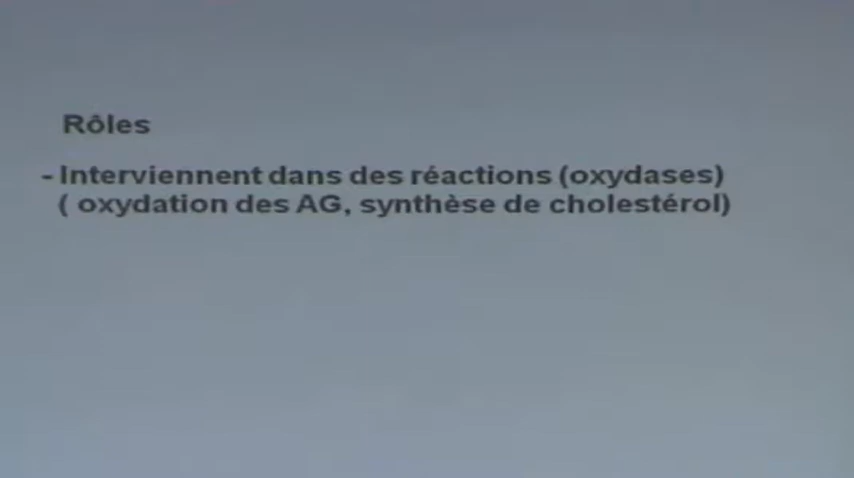 Rôles
- Interviennent dans des réactions (oxydases)
( oxydation des AG, synthèse de cholestérol)